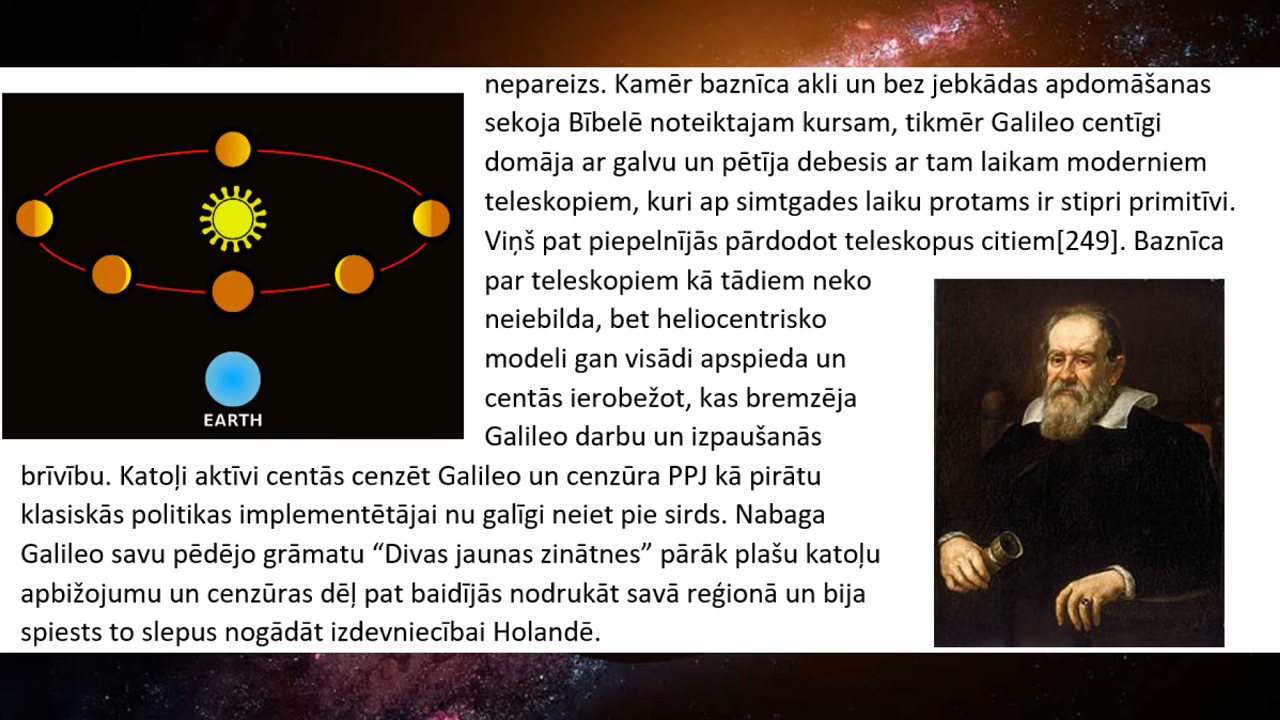 nepareizs. Kamēr baznīca akli un bez jebkādas apdomāšanas
sekoja Bībelē noteiktajam kursam, tikmēr Galileo centīgi
domāja ar galvu un pētīja debesis ar tam laikam moderniem
teleskopiem, kuri ap simtgades laiku protams ir stipri primitīvi.
Viņš pat piepelnījās pārdodot teleskopus citiem[249]. Baznīca
par teleskopiem kā tādiem neko
neiebilda, bet heliocentrisko
modeli gan visādi apspieda un
centās ierobežot, kas bremzēja
Galileo darbu un izpaušanās
brīvību. Katoļi aktīvi centās cenzēt Galileo un cenzūra PPJ kā pirātu
klasiskās politikas implementētājai nu galīgi neiet pie sirds. Nabaga
Galileo savu pēdējo grāmatu “Divas jaunas zinātnes” pārāk plašu katoļu
apbižojumu un cenzūras dēļ pat baidījās nodrukāt savā reģionā un bija
spiests to slepus nogādāt izdevniecībai Holandē.
EARTH